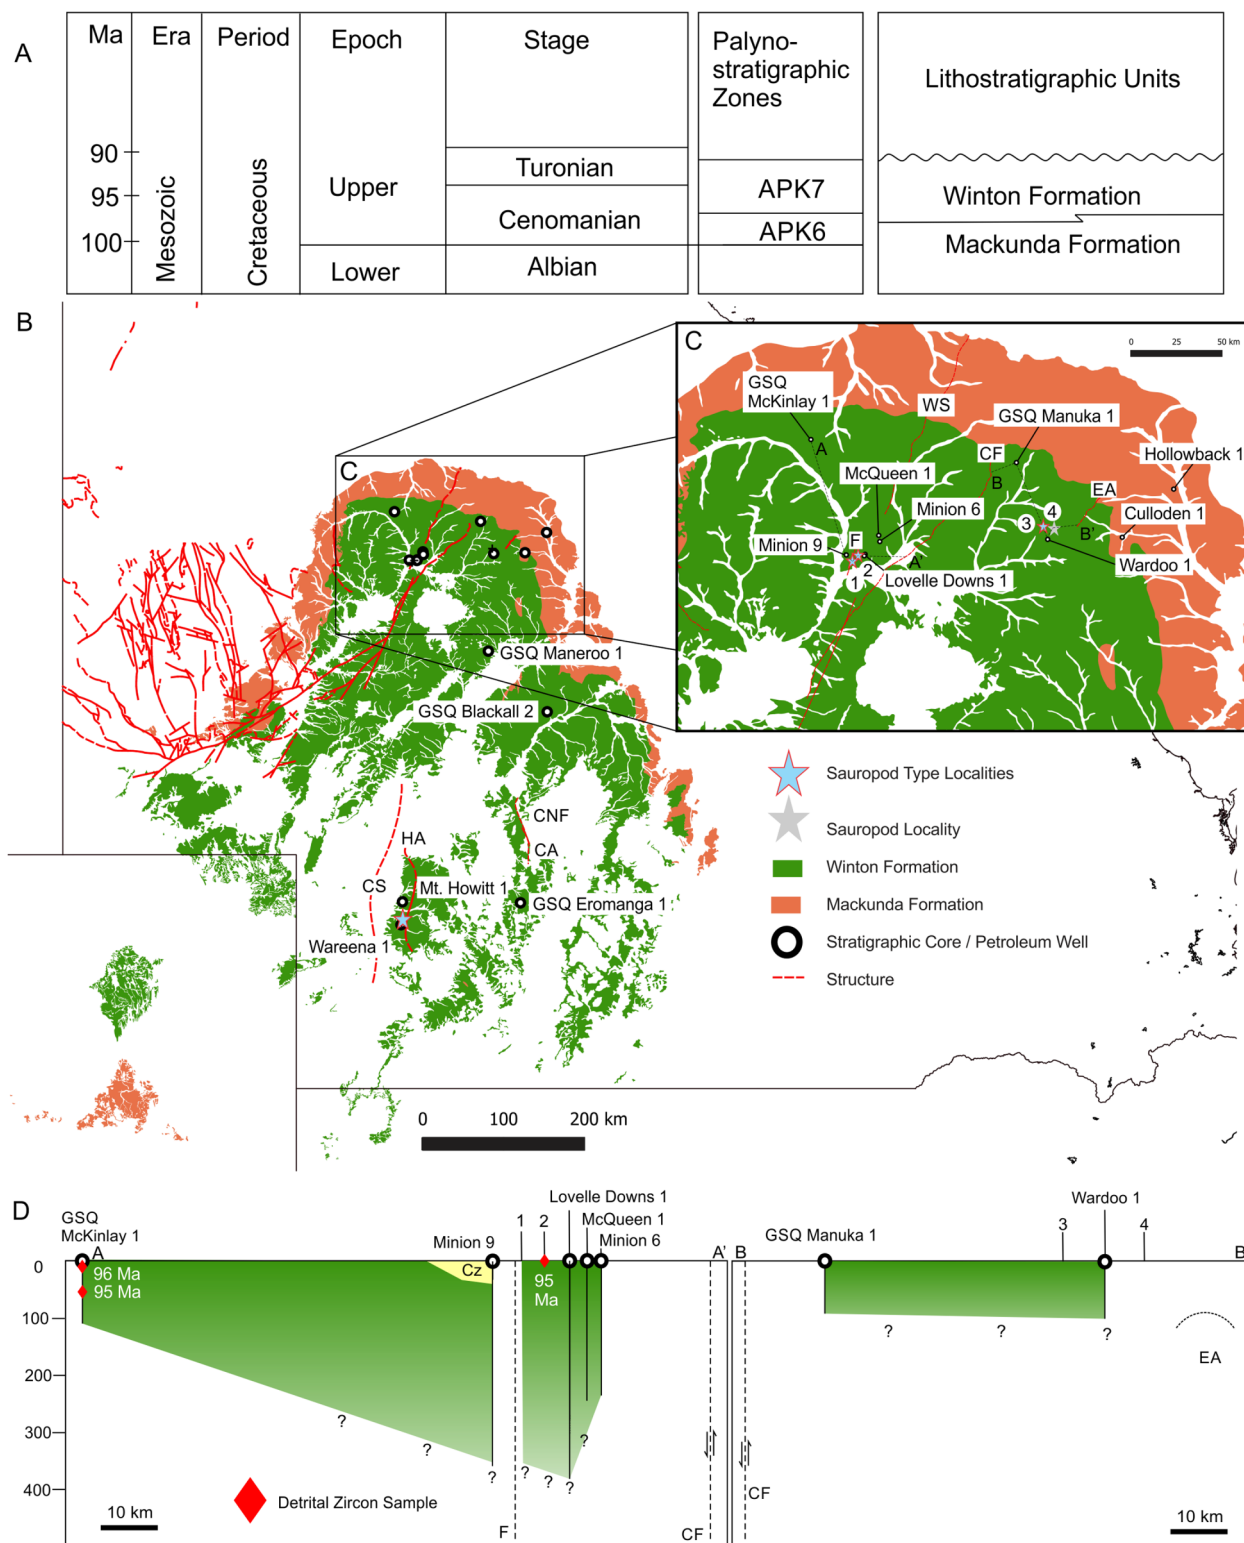 A
Ma
Era
Period
Epoch
Stage
Palyno-
stratigraphic
Zones
Lithostratigraphic Units
90
95
100
Mesozoic
Cretaceous
Upper
Lower
Turonian
Cenomanian
Albian
APK7
APK6
Winton Formation
Mackunda Formation
B
C
GSQ Maneroo 1
GSQ Blackall 2
CNF
CA
HA
CS
Mt. Howitt 1
GSQ Eromanga 1
Wareena 1
0 100 200 km
C
0 25 50 km
GSQ
McKinlay 1
WS
GSQ Manuka 1
A
CF
McQueen 1
B
Hollowback 1
EA
Minion 6
4
Culloden 1
3
B'
Minion 9
F
A'
Wardoo 1
2
1
Lovelle Downs 1
Sauropod Type Localities
Sauropod Locality
Winton Formation
Mackunda Formation
Stratigraphic Core / Petroleum Well
Structure
D
GSQ
McKinlay 1
A
Minion 9
1
2
Lovelle Downs 1
McQueen 1
Minion 6
A'
B
GSQ Manuka 1
3
Wardoo 1
4
B'
0
100
200
300
400
96 Ma
95 Ma
Cz
95
Ma
?
?
?
?
?
?
?
?
?
?
EA
F
CF
CF
10 km
Detrital Zircon Sample
10 km